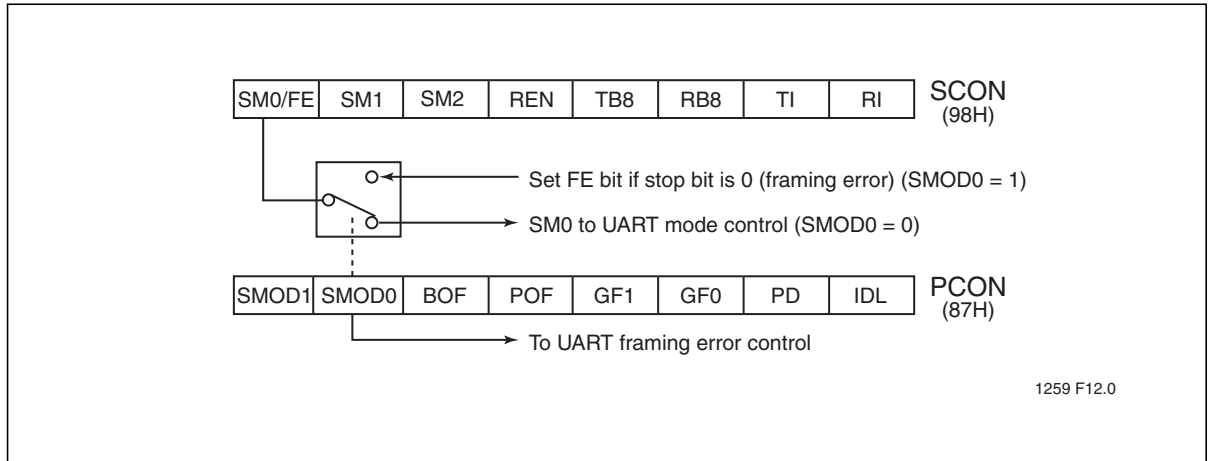 SM0/FE SM1 SM2 REN TB8 RB8 TI RI SCON
(98H)
Set FE bit if stop bit is 0 (framing error) (SMOD0 = 1)
SM0 to UART mode control (SMOD0 = 0)
SMOD1 SMOD0 BOF POF GF1 GF0 PD IDL PCON
(87H)
To UART framing error control
1259 F12.0